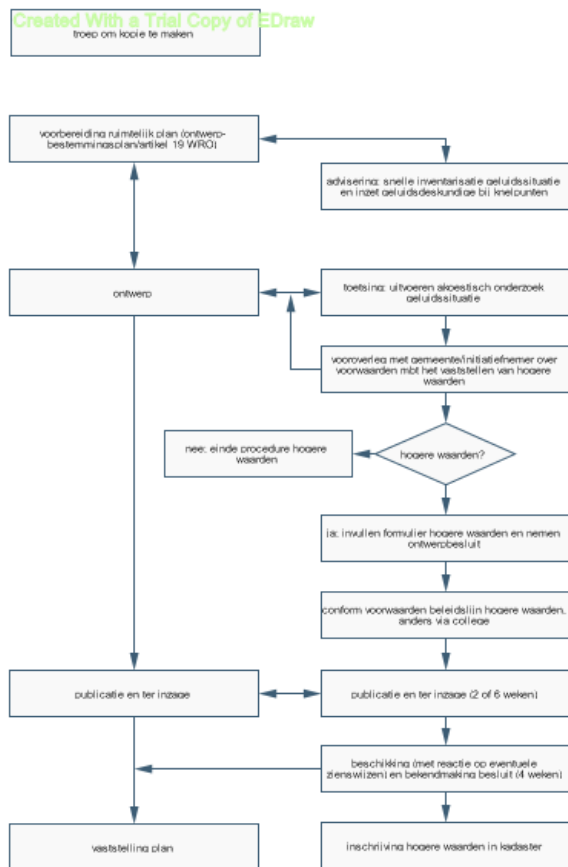 Created With a Trial Copy of EDraw
troep om kopie te maken
voorbereiding ruimtelijk plan (ontwerp-
bestemmingsplan/artikel 19 WRO)
advisering: snelle inventarisatie geluidssituatie
en inzet geluidsdeskundige bij knelpunten
ontwerp
toetsing: uitvoeren akoestisch onderzoek
geluidssituatie
vooroverleg met gemeente/initiatiefnemer over
voorwaarden mbt het vaststellen van hogere
waarden
nee: einde procedure hogere
waarden
hogere waarden?
ja: invullen formulier hogere waarden en nemen
ontwerpbesluit
conform voorwaarden beleidslijn hogere waarden,
anders via college
publicatie en ter inzage
publicatie en ter inzage (2 of 6 weken)
beschikking (met reactie op eventuele
zienswijzen) en bekendmaking besluit (4 weken)
vaststelling plan
inschrijving hogere waarden in kadaster